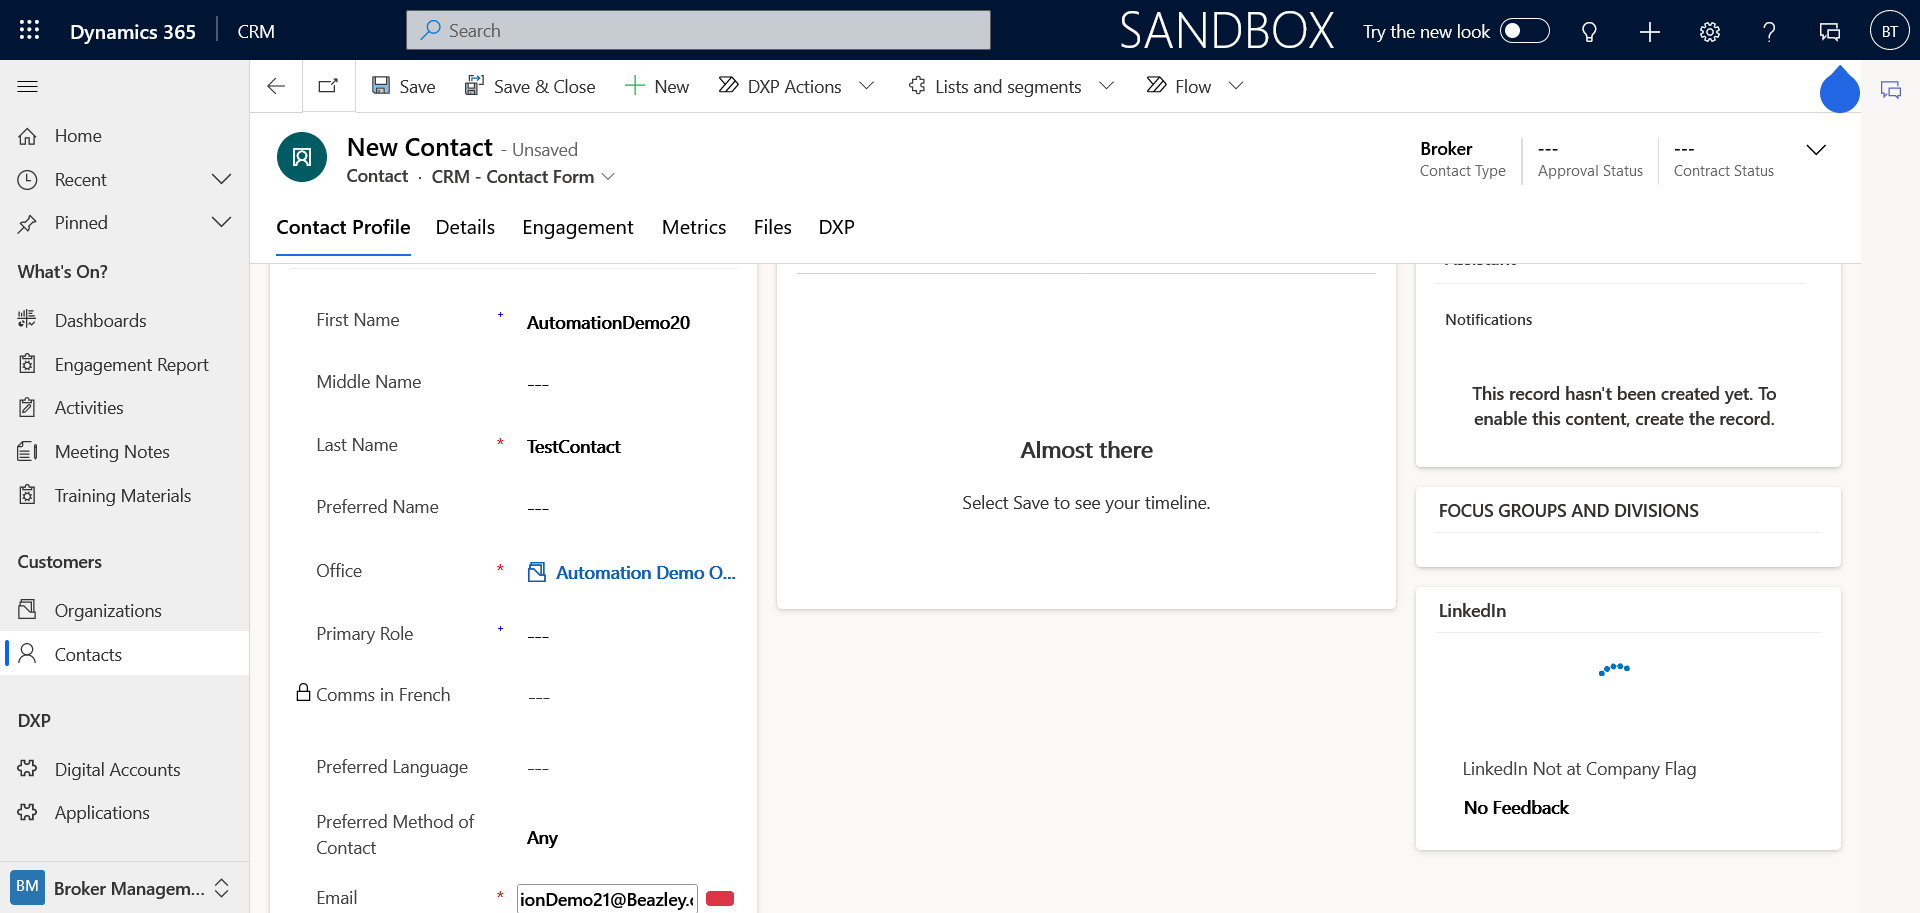 Dynamics 365
CRM
Search
SANDBOX
Try the new look
BT
Save
Save & Close
New
DXP Actions
Lists and segments
Flow
New Contact - Unsaved
Contact · CRM - Contact Form
Broker
Contact Type
---
Approval Status
---
Contract Status
Contact Profile
Details
Engagement
Metrics
Files
DXP
Home
Recent
Pinned
What's On?
Dashboards
Engagement Report
Activities
Meeting Notes
Training Materials
Customers
Organizations
Contacts
DXP
Digital Accounts
Applications
BM
Broker Managem...
First Name + AutomationDemo20
Middle Name ---
Last Name * TestContact
Preferred Name ---
Office * Automation Demo O...
Primary Role + ---
Comms in French ---
Preferred Language ---
Preferred Method of
Contact
Any
Email * ionDemo21@Beazley.
Almost there
Select Save to see your timeline.
Assistant
Notifications
This record hasn't been created yet. To
enable this content, create the record.
FOCUS GROUPS AND DIVISIONS
LinkedIn
LinkedIn Not at Company Flag
No Feedback